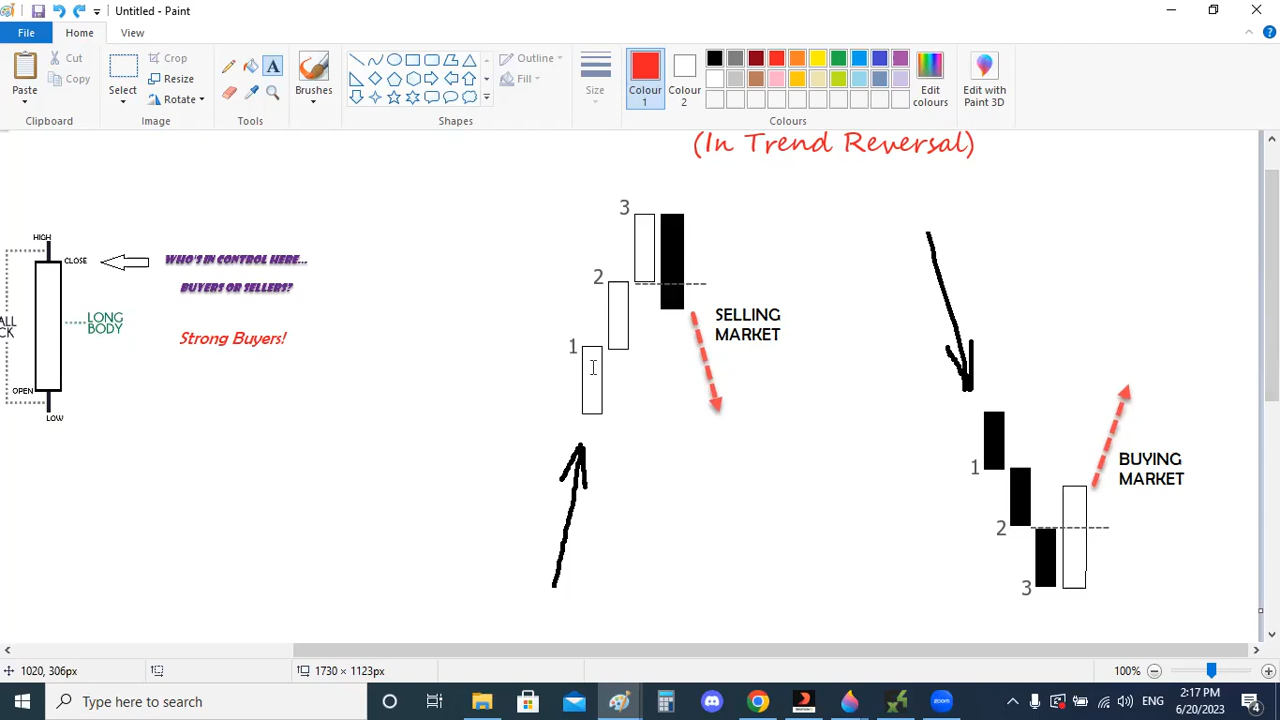 Untitled - Paint
File
Home
View
Paste
Cut
Copy
Clipboard
Select
Crop
Resize
Rotate
Image
Tools
Brushes
Shapes
Outline
Fill
Size
Colour 1
Colour 2
Edit colours
Edit with Paint 3D
Colours
(In Trend Reversal)
HIGH
CLOSE
WHO'S IN CONTROL HERE...
BUYERS OR SELLERS?
Strong Buyers!
LONG
BODY
OPEN
LOW
3
2
1
SELLING
MARKET
1
2
3
BUYING
MARKET
1020, 306px
1730 × 1123px
100%
Type here to search
ENG
2:17 PM
6/20/2023
4